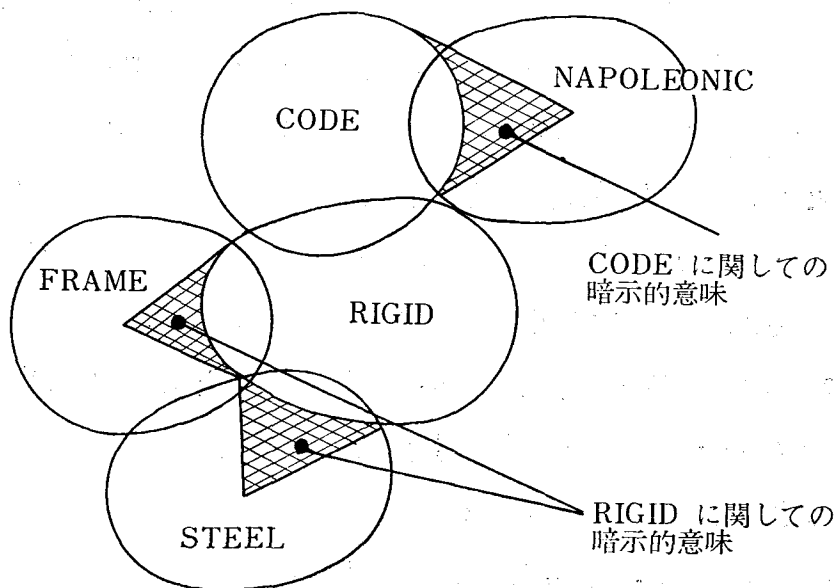 CODE
NAPOLEONIC
CODE に関しての
暗示的意味
FRAME
RIGID
STEEL
RIGID に関しての
暗示的意味